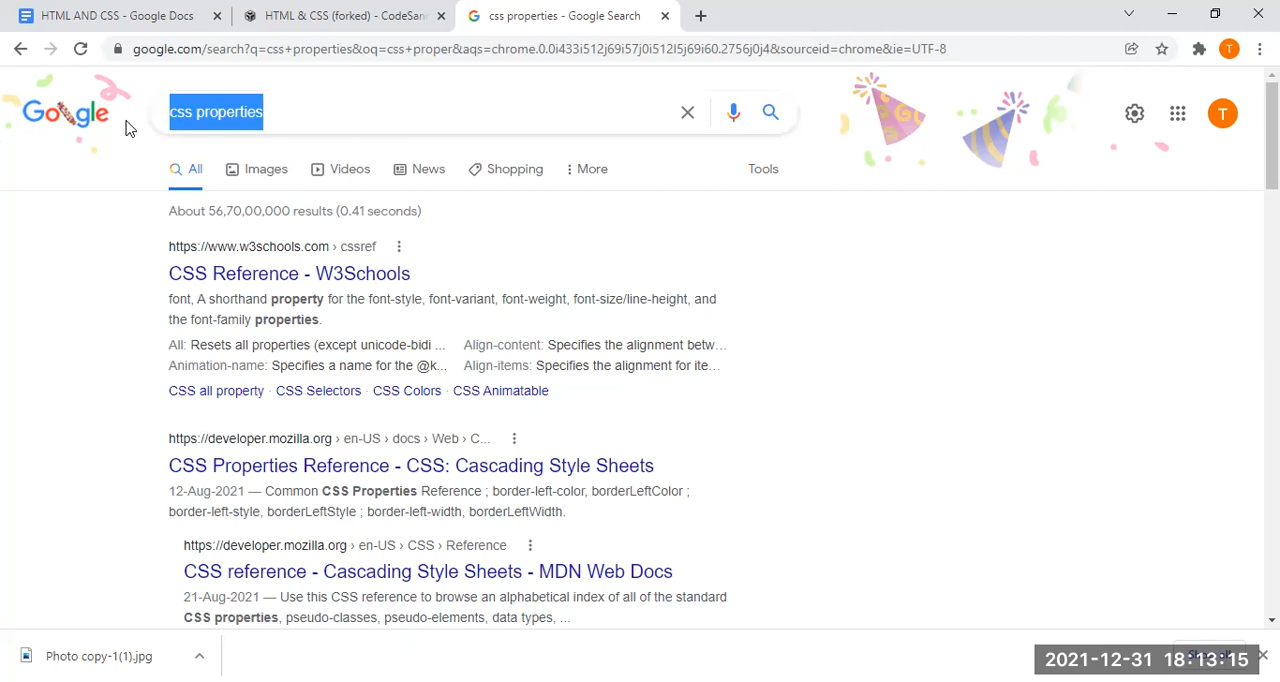 HTML AND CSS - Google Docs
HTML & CSS (forked) - CodeSan
css properties - Google Search
google.com/search?q=css+properties&oq=css+proper&aqs=chrome.0.0i433i512j69i57j0i512l5j69i60.2756j0j4&sourceid=chrome&ie=UTF-8
T
Google
css properties
T
All
Images
Videos
News
Shopping
More
Tools
About 56,70,00,000 results (0.41 seconds)
https://www.w3schools.com › cssref
CSS Reference - W3Schools
font, A shorthand property for the font-style, font-variant, font-weight, font-size/line-height, and
the font-family properties.
All: Resets all properties (except unicode-bidi ... Align-content: Specifies the alignment betw...
Animation-name: Specifies a name for the @k... Align-items: Specifies the alignment for ite...
CSS all property · CSS Selectors · CSS Colors · CSS Animatable
https://developer.mozilla.org › en-US › docs › Web › C...
CSS Properties Reference - CSS: Cascading Style Sheets
12-Aug-2021 — Common CSS Properties Reference ; border-left-color, borderLeftColor ;
border-left-style, borderLeftStyle ; border-left-width, borderLeftWidth.
https://developer.mozilla.org › en-US › CSS › Reference
CSS reference - Cascading Style Sheets - MDN Web Docs
21-Aug-2021 — Use this CSS reference to browse an alphabetical index of all of the standard
CSS properties, pseudo-classes, pseudo-elements, data types, ...
Photo copy-1(1).jpg
2021-12-31 18:13:15